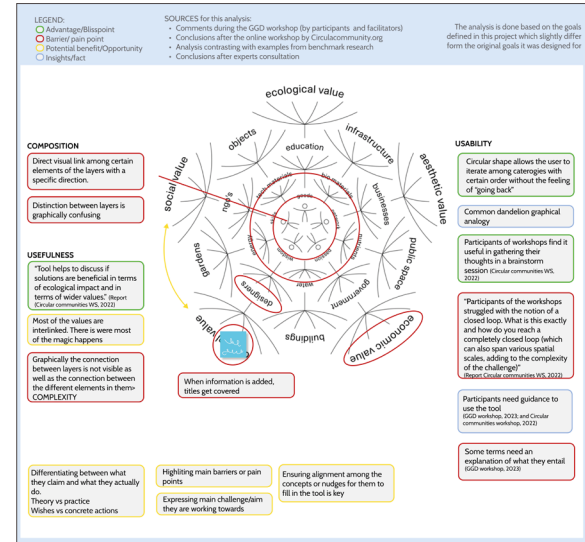 LEGEND:
Advantage/Blisspoint
Barrier/ pain point
Potential benefit/Opportunity
Insights/fact
SOURCES for this analysis:
• Comments during the GGD workshop (by participants and facilitators)
• Conclusions after the online workshop by Circulacommunity.org
• Analysis contrasting with examples from benchmark research
• Conclusions after experts consultation
The analysis is done based on the goals
defined in this project which slightly differ
form the original goals it was designed for
COMPOSITION
Direct visual link among certain
elements of the layers with a
specific direction.
Distinction between layers is
graphically confusing
USEFULNESS
“Tool helps to discuss if
solutions are beneficial in terms
of ecological impact and in
terms of wider values.” (Report
(Circular communities WS, 2022)
Most of the values are
interlinked. There is were most
of the magic happens
Graphically the connection
between layers is not visible as
well as the connection between
the different elements in them>
COMPLEXITY
ecological value
infrastructure
aesthetic value
businesses
public space
government
economic value
buildings
designers
gardens
ngo's
social value
objects
education
bio materials
nutrients
water
energy
tech materials
goods
value
When information is added,
titles get covered
USABILITY
Circular shape allows the user
to iterate among caterogies with
certain order without the feeling
of “going back”
Common dandelion graphical
analogy
Participants of workshops find it
useful in gathering their
thoughts in a brainstorm
session (Circular communities WS,
2022)
“Participants of the workshops
struggled with the notion of a
closed loop. What is this exactly
and how do you reach a
completely closed loop (which
can also span various spatial
scales, adding to the complexity
of the challenge)”
(Report Circular communities WS, 2022)
Participants need guidance to
use the tool
(GGD workshop, 2023; and Circular
communities workshop, 2022)
Some terms need an
explanation of what they entail
(GGD workshop, 2023)
Differentiating between what
they claim and what they actually
do.
Theory vs practice
Wishes vs concrete actions
Highliting main barriers or pain
points
Expressing main challenge/aim
they are working towards
Ensuring alignment among the
concepts or nudges for them to
fill in the tool is key